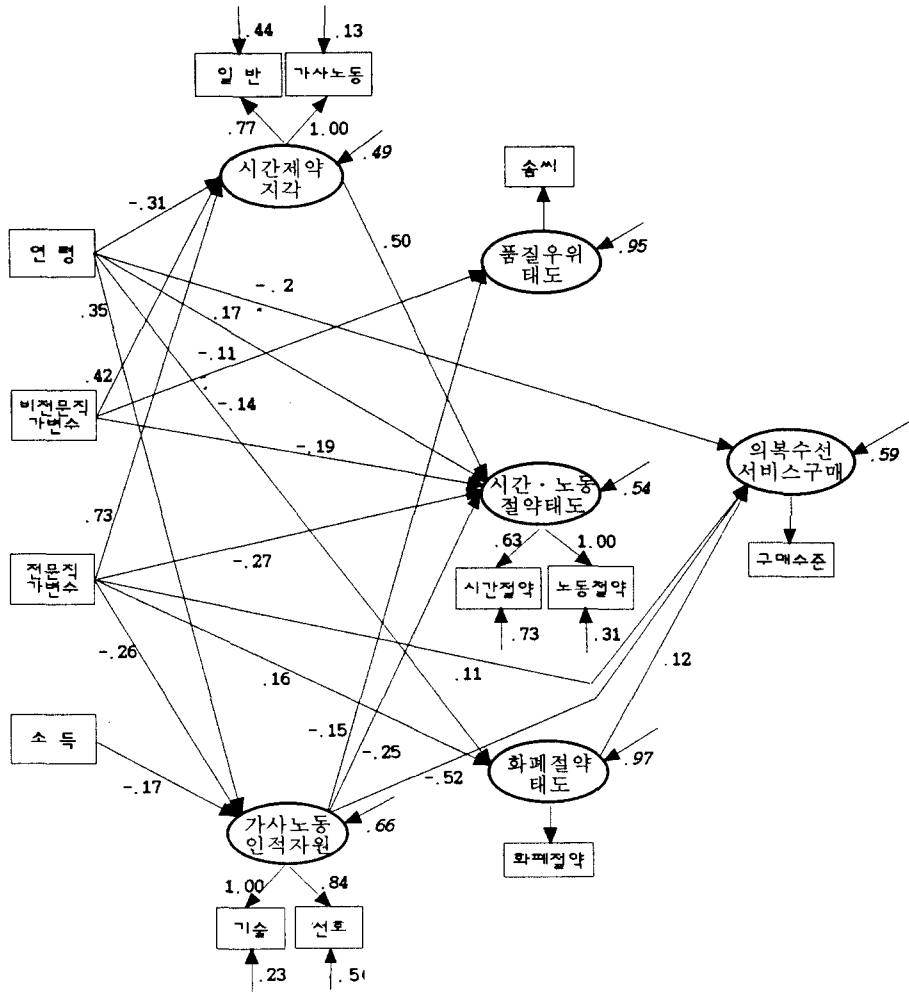 .44
.13
일 반
가사노동
.77
1.00
시간제약
지각
.49
솜씨
-.31
연 령
.50
품질우위
태도
.95
-. 2
.35
.17
-.11
.42
비전문직
가변수
-.14
-.19
의복수선
서비스구매
.59
시간·노동
절약태도
.54
.73
전문직
가변수
-.27
.63
1.00
구매수준
시간절약
노동절약
.73
.31
-.26
.16
.11
.12
소 득
-.15
-.25
-.17
-.52
화폐절약
태도
.97
가사노동
인적자원
.66
화폐절약
1.00
.84
기술
선호
.23